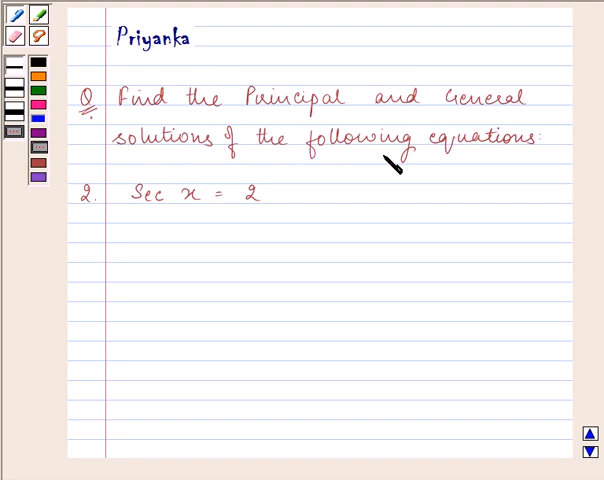 Priyanka
Q. Find the Principal and General
solutions of the following equations:
2. Sec x = 2